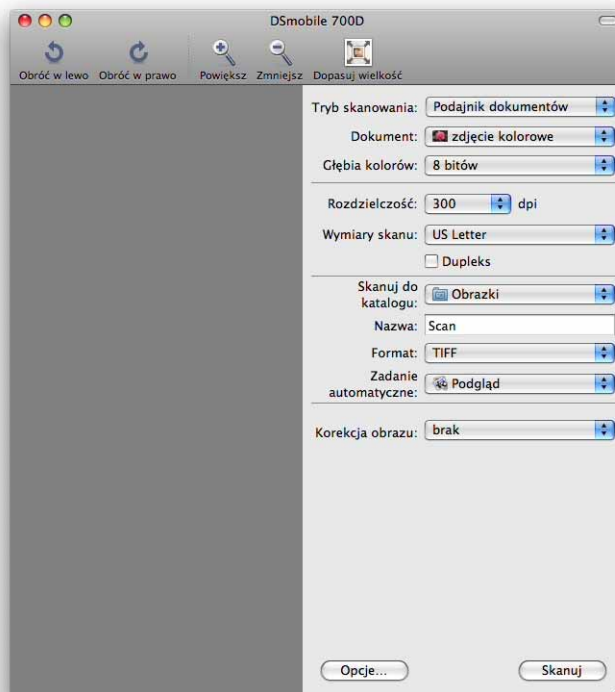 DSmobile 700D
Obróć w lewo Obróć w prawo Powiększ Zmniejsz Dopasuj wielkość
Tryb skanowania: Podajnik dokumentów
Dokument: zdjęcie kolorowe
Głębia kolorów: 8 bitów
Rozdzielczość: 300 dpi
Wymiary skanu: US Letter
Dupleks
Skanuj do
katalogu: Obrazki
Nazwa: Scan
Format: TIFF
Zadanie
automatyczne: Podgląd
Korekcja obrazu: brak
Opcje... Skanuj